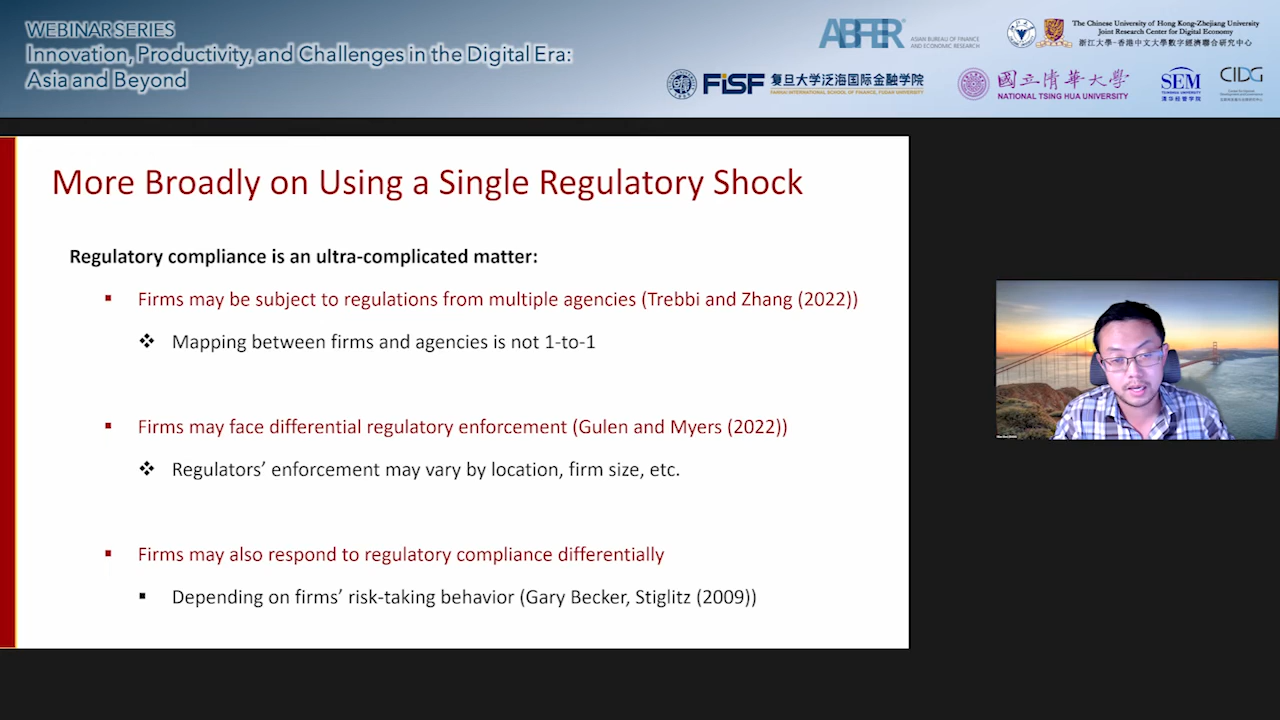 WEBINAR SERIES
Innovation, Productivity, and Challenges in the Digital Era:
Asia and Beyond
ABFER
ASIAN BUREAU OF FINANCE
AND ECONOMIC RESEARCH
The Chinese University of Hong Kong-Zhejiang University
Joint Research Center for Digital Economy
浙江大學-香港中文大學數字經濟聯合研究中心
FISF
复旦大学泛海国际金融学院
FANHAI INTERNATIONAL SCHOOL OF FINANCE, FUDAN UNIVERSITY
國立清華大學
NATIONAL TSING HUA UNIVERSITY
SEM
TSINGHUA UNIVERSITY
清华经管学院
CIDG
More Broadly on Using a Single Regulatory Shock
Regulatory compliance is an ultra-complicated matter:
▪ Firms may be subject to regulations from multiple agencies (Trebbi and Zhang (2022))
❖ Mapping between firms and agencies is not 1-to-1
▪ Firms may face differential regulatory enforcement (Gulen and Myers (2022))
❖ Regulators’ enforcement may vary by location, firm size, etc.
▪ Firms may also respond to regulatory compliance differentially
▪ Depending on firms’ risk-taking behavior (Gary Becker, Stiglitz (2009))